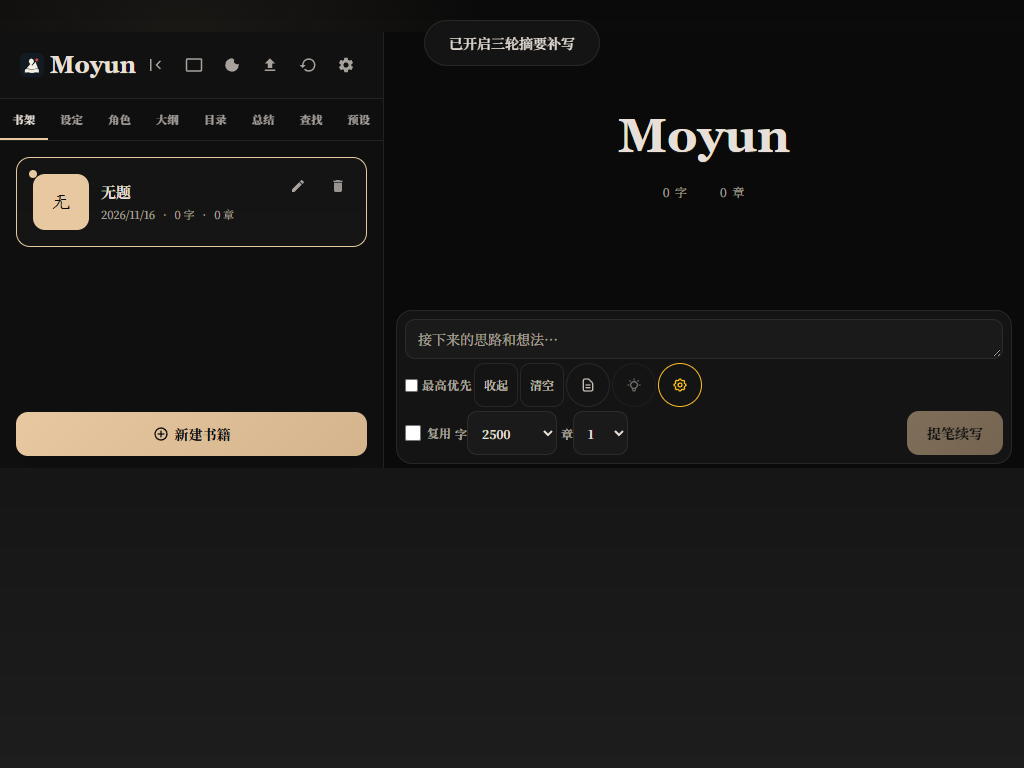 已开启三轮摘要补写
Moyun
书架 设定 角色 大纲 目录 总结 查找 预设
无
无题
2026/11/16 · 0 字 · 0 章
新建书籍
Moyun
0 字 0 章
接下来的思路和想法…
最高优先 收起 清空
复用 字 2500 章 1 提笔续写